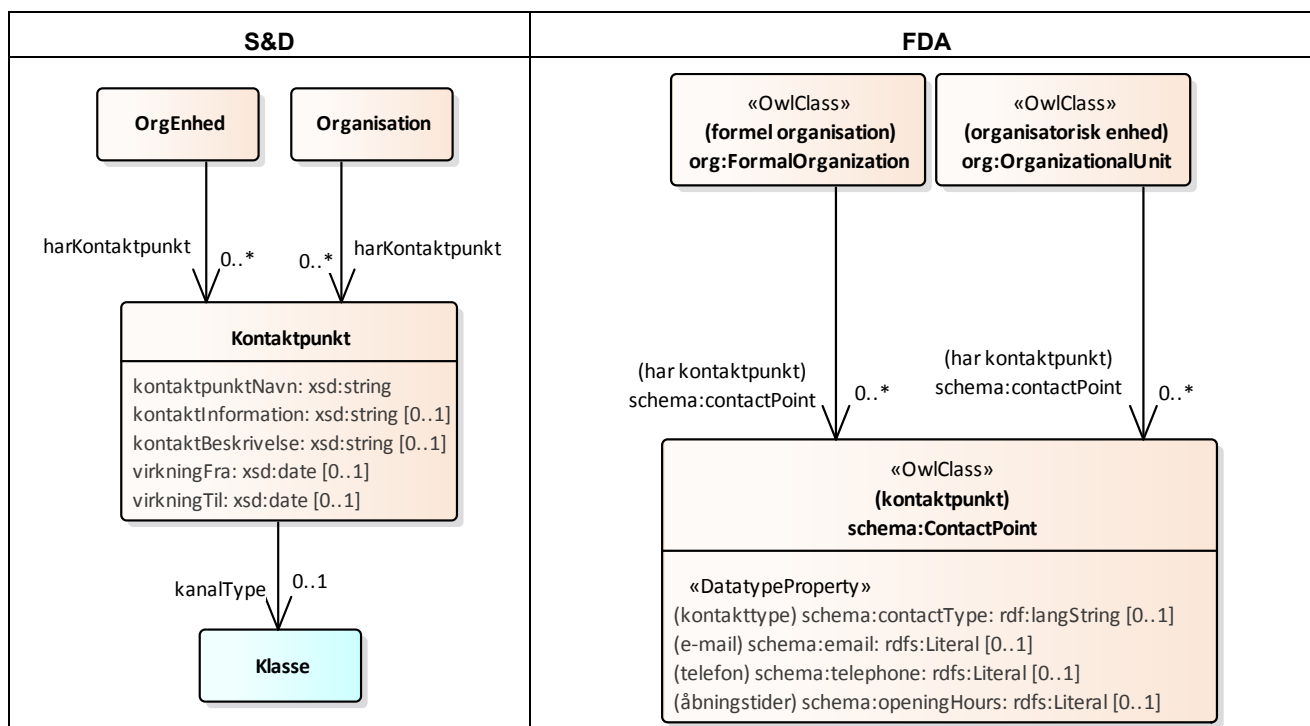 S&D
FDA
OrgEnhed
Organisation
harKontaktpunkt
0..*
0..*
harKontaktpunkt
Kontaktpunkt
kontaktpunktNavn: xsd:string
kontaktInformation: xsd:string [0..1]
kontaktBeskrivelse: xsd:string [0..1]
virkningFra: xsd:date [0..1]
virkningTil: xsd:date [0..1]
kanalType
0..1
Klasse
«OwlClass»
(formel organisation)
org:FormalOrganization
«OwlClass»
(organisatorisk enhed)
org:OrganizationalUnit
(har kontaktpunkt)
schema:contactPoint
0..*
(har kontaktpunkt)
schema:contactPoint
0..*
«OwlClass»
(kontaktpunkt)
schema:ContactPoint
«DatatypeProperty»
(kontakttype) schema:contactType: rdf:langString [0..1]
(e-mail) schema:email: rdfs:Literal [0..1]
(telefon) schema:telephone: rdfs:Literal [0..1]
(åbningstider) schema:openingHours: rdfs:Literal [0..1]